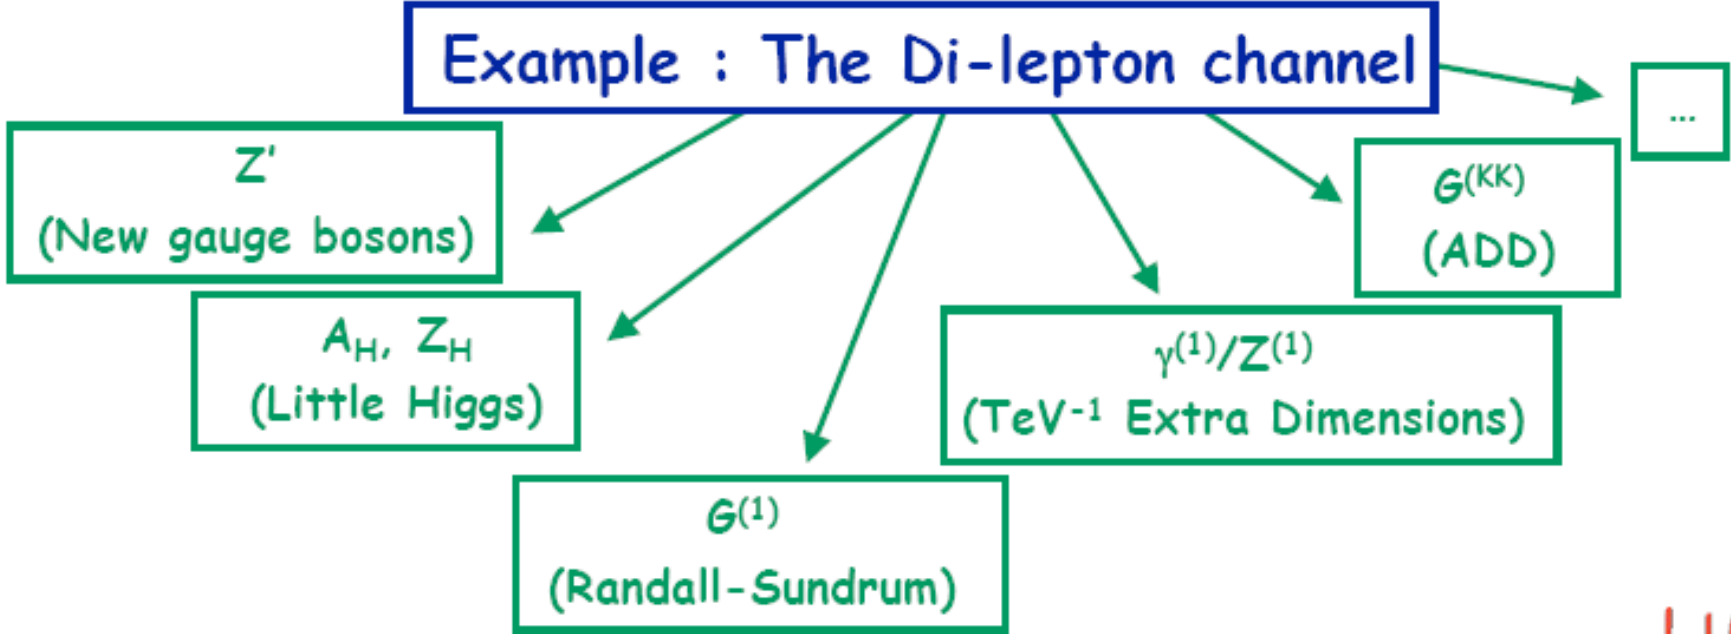 Example : The Di-lepton channel
...
Z'
(New gauge bosons)
G(KK)
(ADD)
AH, ZH
(Little Higgs)
γ(1)/Z(1)
(TeV-1 Extra Dimensions)
G(1)
(Randall-Sundrum)